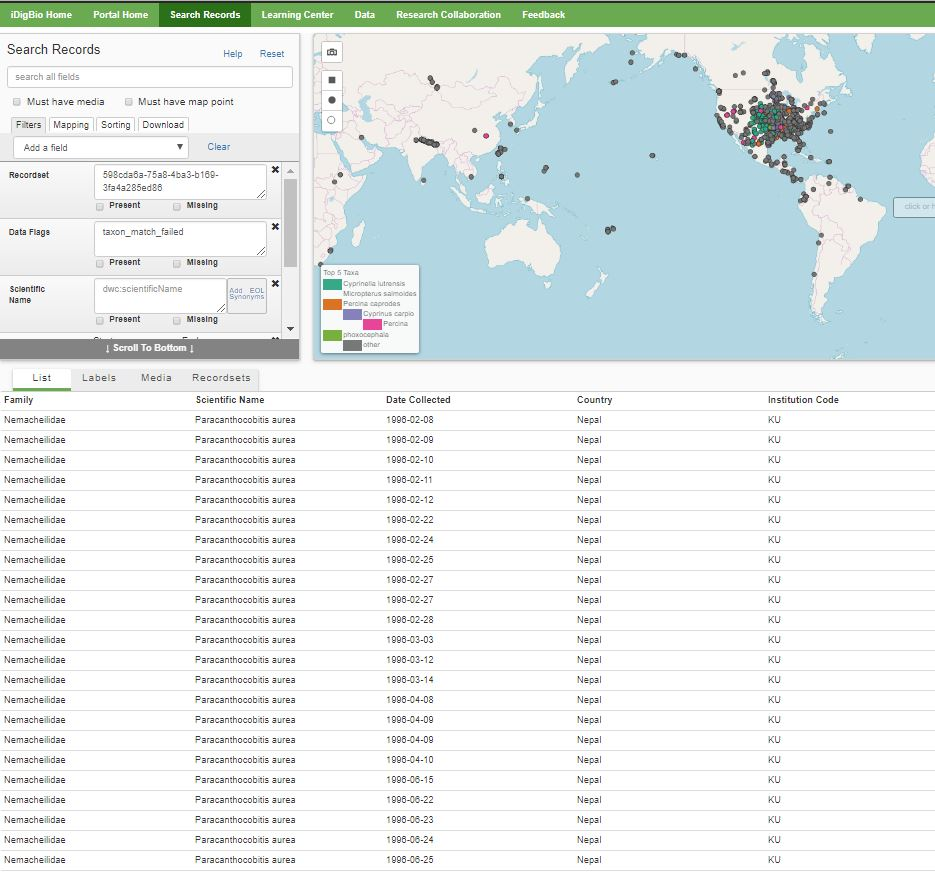 iDigBio Home Portal Home Search Records Learning Center Data Research Collaboration Feedback
Search Records
Help Reset
search all fields
Must have media Must have map point
Filters Mapping Sorting Download
Add a field ▼ Clear
Recordset
598cda6a-75a8-4ba3-b169-
3fa4a285ed86
Present Missing
Data Flags
taxon_match_failed
Present Missing
Scientific
Name
dwc:scientificName
Add EOL
Synonyms
Present Missing
↓ Scroll To Bottom ↓
click or
Top 5 Taxa
Cyprinella lutrensis
Micropterus salmoides
Percina caprodes
Cyprinus carpio
Percina
phoxocephala
other
List Labels Media Recordsets
Family Scientific Name Date Collected Country Institution Code
Nemacheilidae Paracanthocobitis aurea 1996-02-08 Nepal KU
Nemacheilidae Paracanthocobitis aurea 1996-02-09 Nepal KU
Nemacheilidae Paracanthocobitis aurea 1996-02-10 Nepal KU
Nemacheilidae Paracanthocobitis aurea 1996-02-11 Nepal KU
Nemacheilidae Paracanthocobitis aurea 1996-02-12 Nepal KU
Nemacheilidae Paracanthocobitis aurea 1996-02-22 Nepal KU
Nemacheilidae Paracanthocobitis aurea 1996-02-24 Nepal KU
Nemacheilidae Paracanthocobitis aurea 1996-02-25 Nepal KU
Nemacheilidae Paracanthocobitis aurea 1996-02-27 Nepal KU
Nemacheilidae Paracanthocobitis aurea 1996-02-27 Nepal KU
Nemacheilidae Paracanthocobitis aurea 1996-02-28 Nepal KU
Nemacheilidae Paracanthocobitis aurea 1996-03-03 Nepal KU
Nemacheilidae Paracanthocobitis aurea 1996-03-12 Nepal KU
Nemacheilidae Paracanthocobitis aurea 1996-03-14 Nepal KU
Nemacheilidae Paracanthocobitis aurea 1996-04-08 Nepal KU
Nemacheilidae Paracanthocobitis aurea 1996-04-09 Nepal KU
Nemacheilidae Paracanthocobitis aurea 1996-04-09 Nepal KU
Nemacheilidae Paracanthocobitis aurea 1996-04-10 Nepal KU
Nemacheilidae Paracanthocobitis aurea 1996-06-15 Nepal KU
Nemacheilidae Paracanthocobitis aurea 1996-06-22 Nepal KU
Nemacheilidae Paracanthocobitis aurea 1996-06-23 Nepal KU
Nemacheilidae Paracanthocobitis aurea 1996-06-24 Nepal KU
Nemacheilidae Paracanthocobitis aurea 1996-06-25 Nepal KU